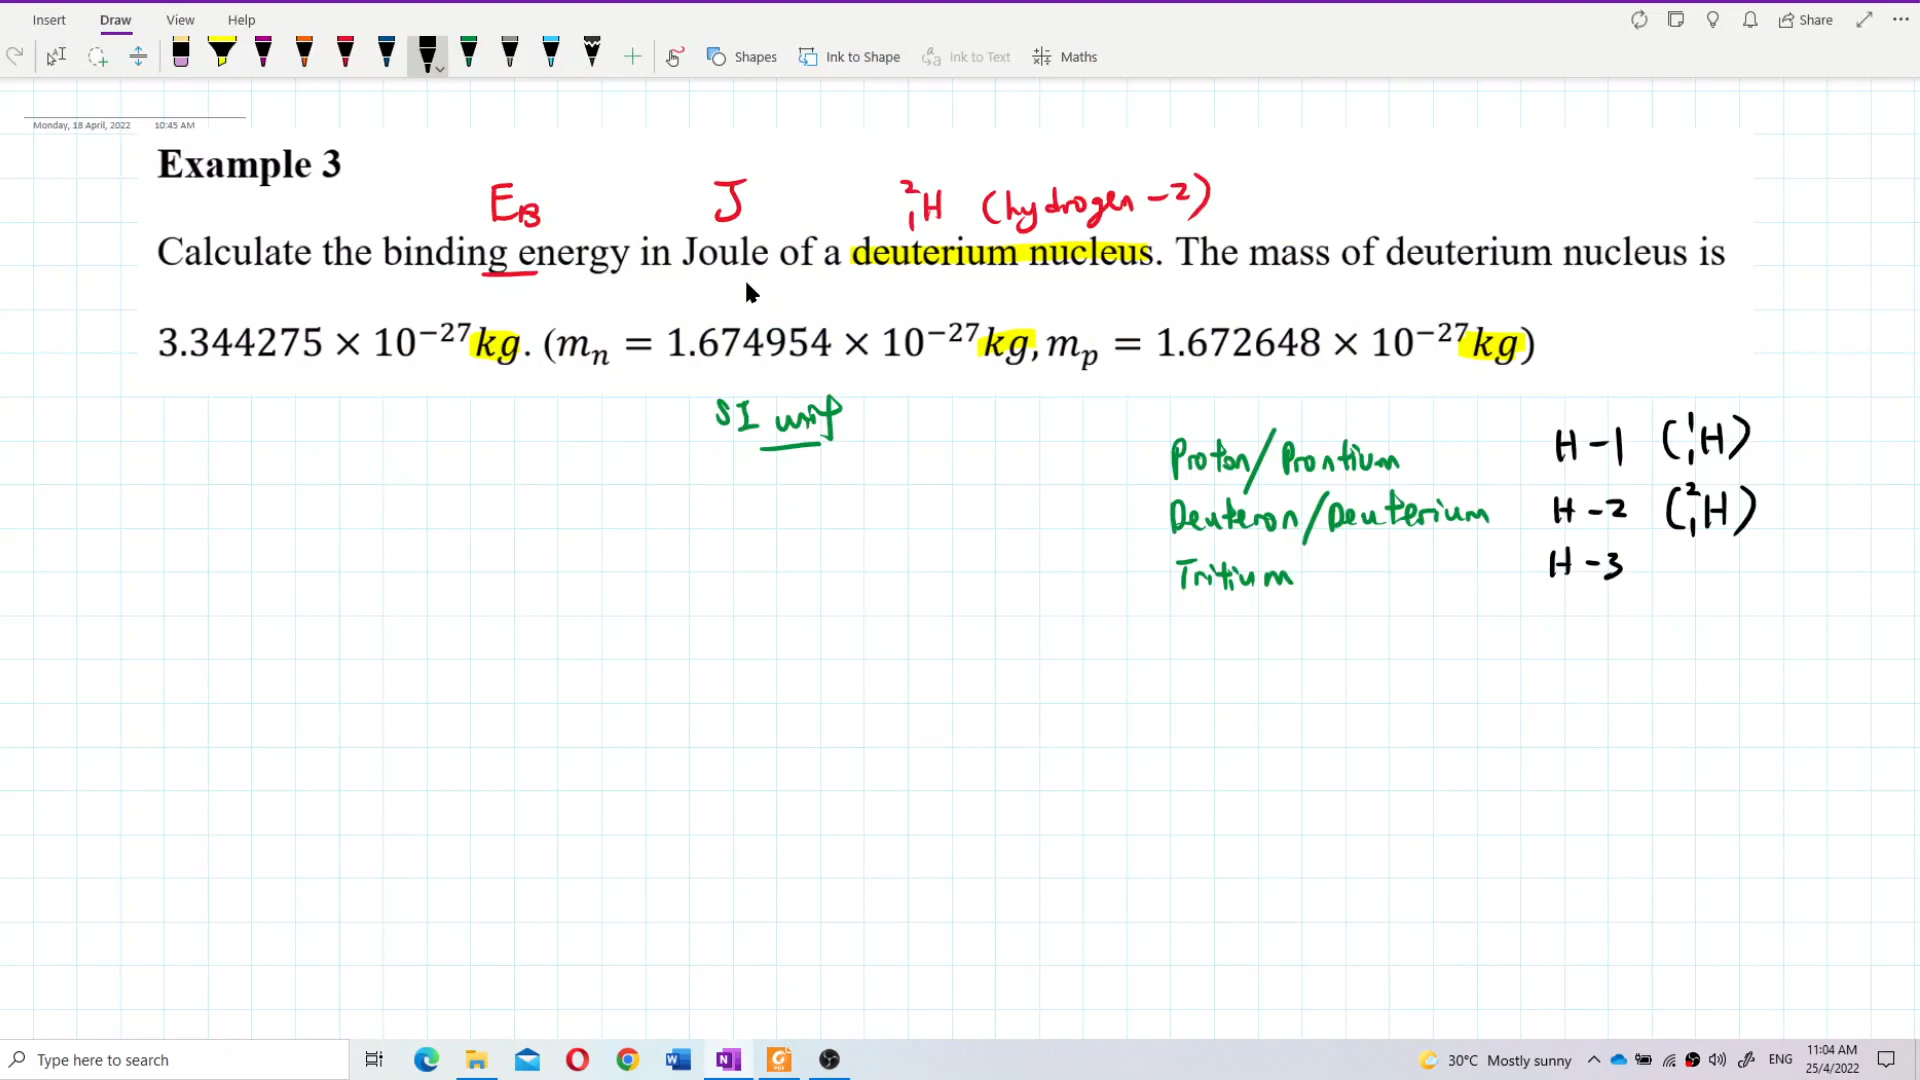 Insert Draw View Help Share
Shapes Ink to Shape Ink to Text Maths
Monday, 18 April, 2022 10:45 AM
Example 3
E_B J ²₁H (hydrogen-2)
Calculate the binding energy in Joule of a deuterium nucleus. The mass of deuterium nucleus is
3.344275 × 10⁻²⁷kg. (mₙ = 1.674954 × 10⁻²⁷kg, mₚ = 1.672648 × 10⁻²⁷kg)
SI unit
Proton/Prontium H-1 (¹₁H)
Deuteron/Deuterium H-2 (²₁H)
Tritium H-3
Type here to search 30°C Mostly sunny ENG 11:04 AM
25/4/2022